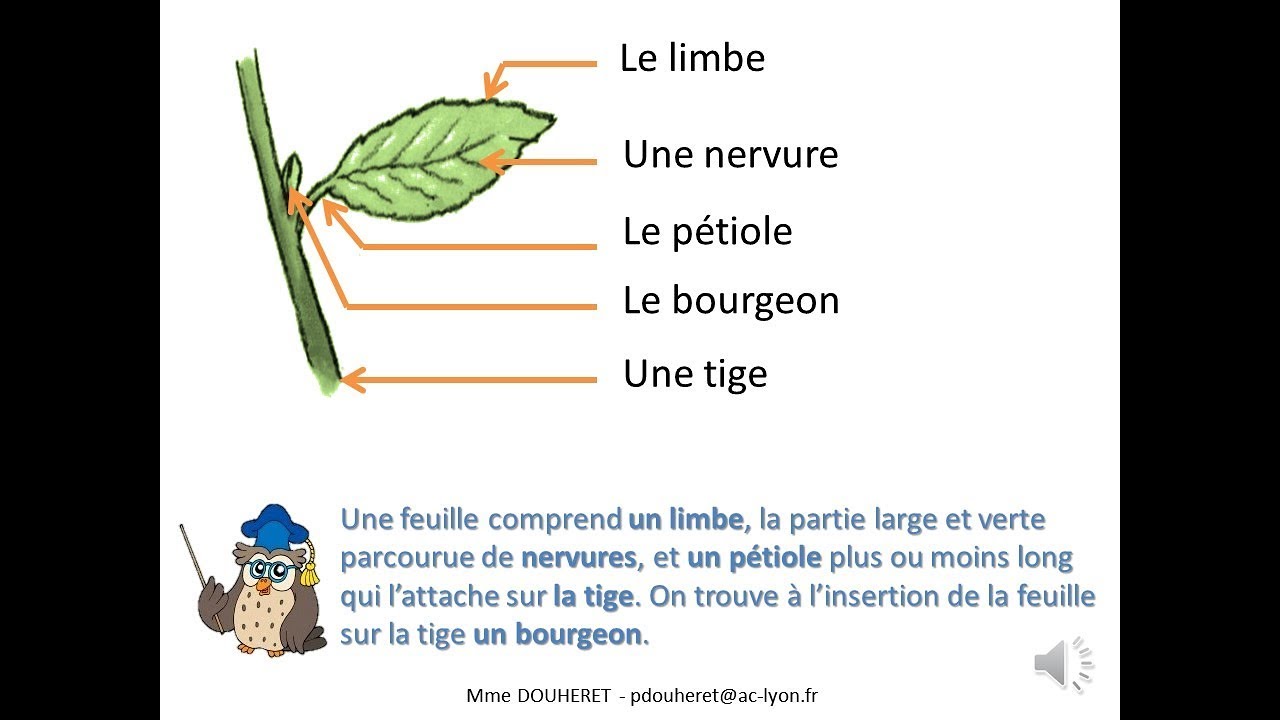 Le limbe
Une nervure
Le pétiole
Le bourgeon
Une tige
Une feuille comprend un limbe, la partie large et verte
parcourue de nervures, et un pétiole plus ou moins long
qui l’attache sur la tige. On trouve à l’insertion de la feuille
sur la tige un bourgeon.
Mme DOUHERET - pdouheret@ac-lyon.fr